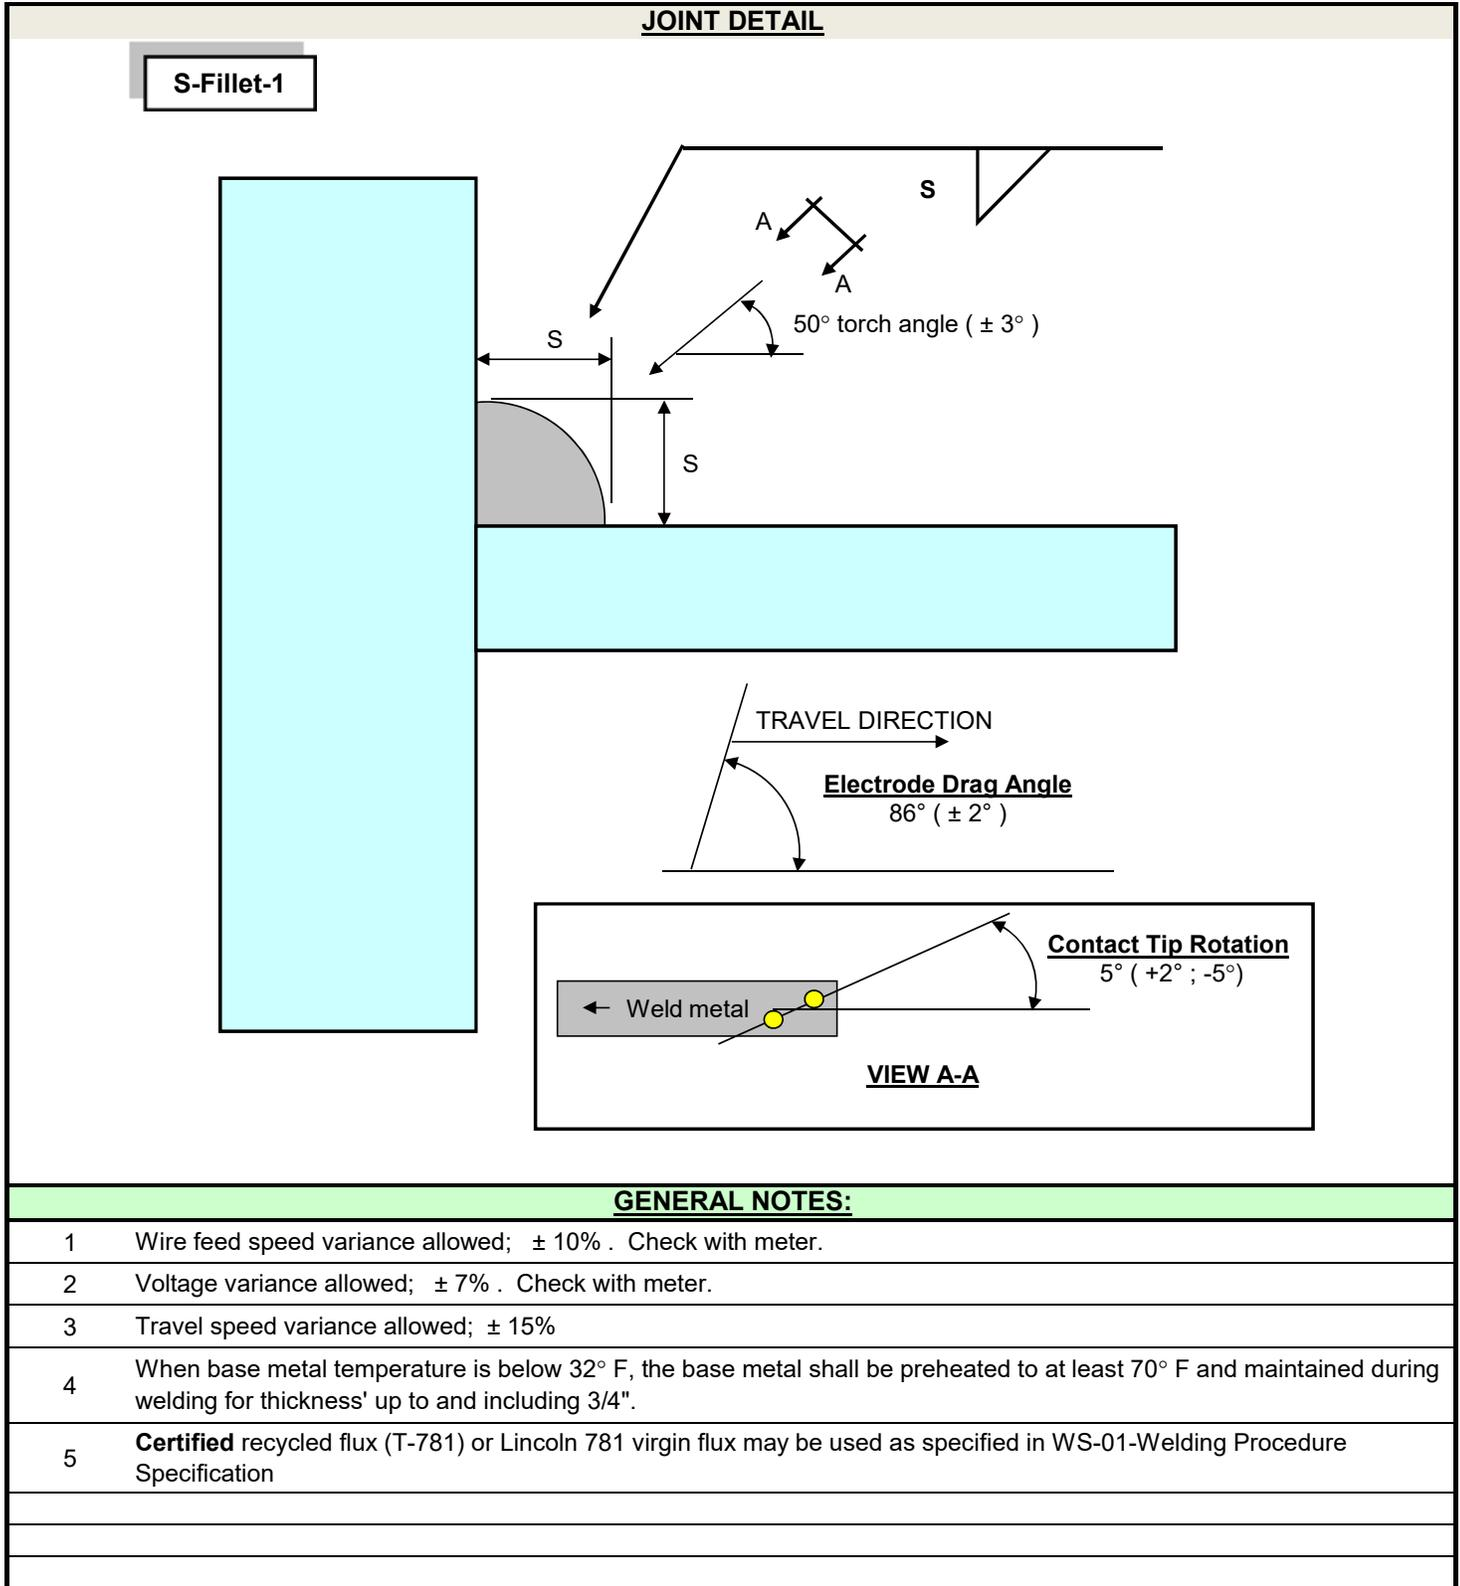 JOINT DETAIL
S-Fillet-1
S
A
A
50° torch angle ( ± 3° )
S
S
TRAVEL DIRECTION
Electrode Drag Angle
86° ( ± 2° )
Contact Tip Rotation
5° ( +2° ; -5°)
Weld metal
VIEW A-A
GENERAL NOTES:
1 Wire feed speed variance allowed; ± 10% . Check with meter.
2 Voltage variance allowed; ± 7% . Check with meter.
3 Travel speed variance allowed; ± 15%
4 When base metal temperature is below 32° F, the base metal shall be preheated to at least 70° F and maintained during
welding for thickness' up to and including 3/4".
5 Certified recycled flux (T-781) or Lincoln 781 virgin flux may be used as specified in WS-01-Welding Procedure
Specification